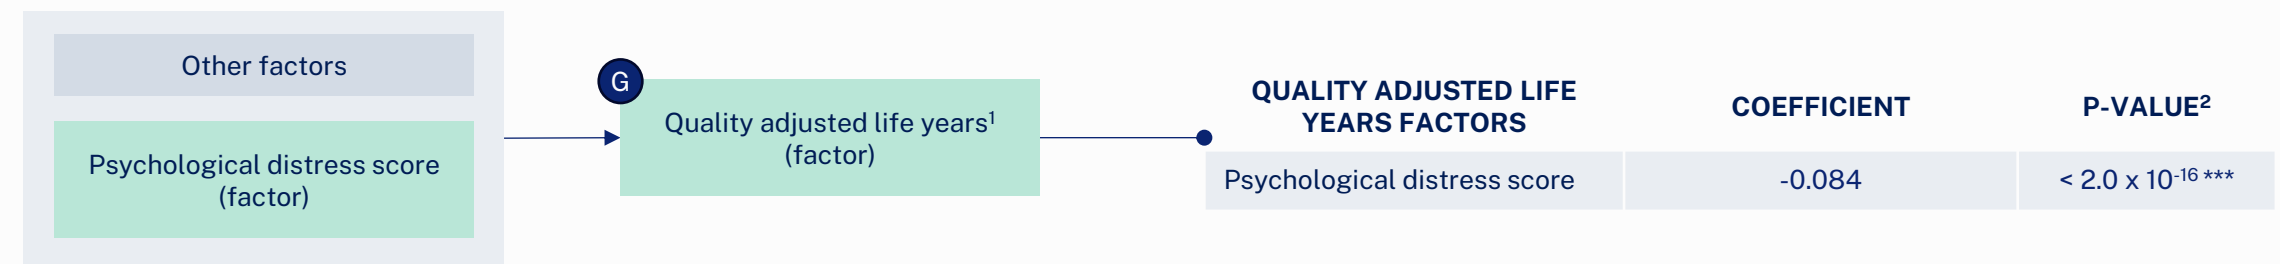 Other factors
Psychological distress score
(factor)
G
Quality adjusted life years¹
(factor)
QUALITY ADJUSTED LIFE
YEARS FACTORS
COEFFICIENT
P-VALUE²
Psychological distress score
-0.084
< 2.0 x 10⁻¹⁶ ***